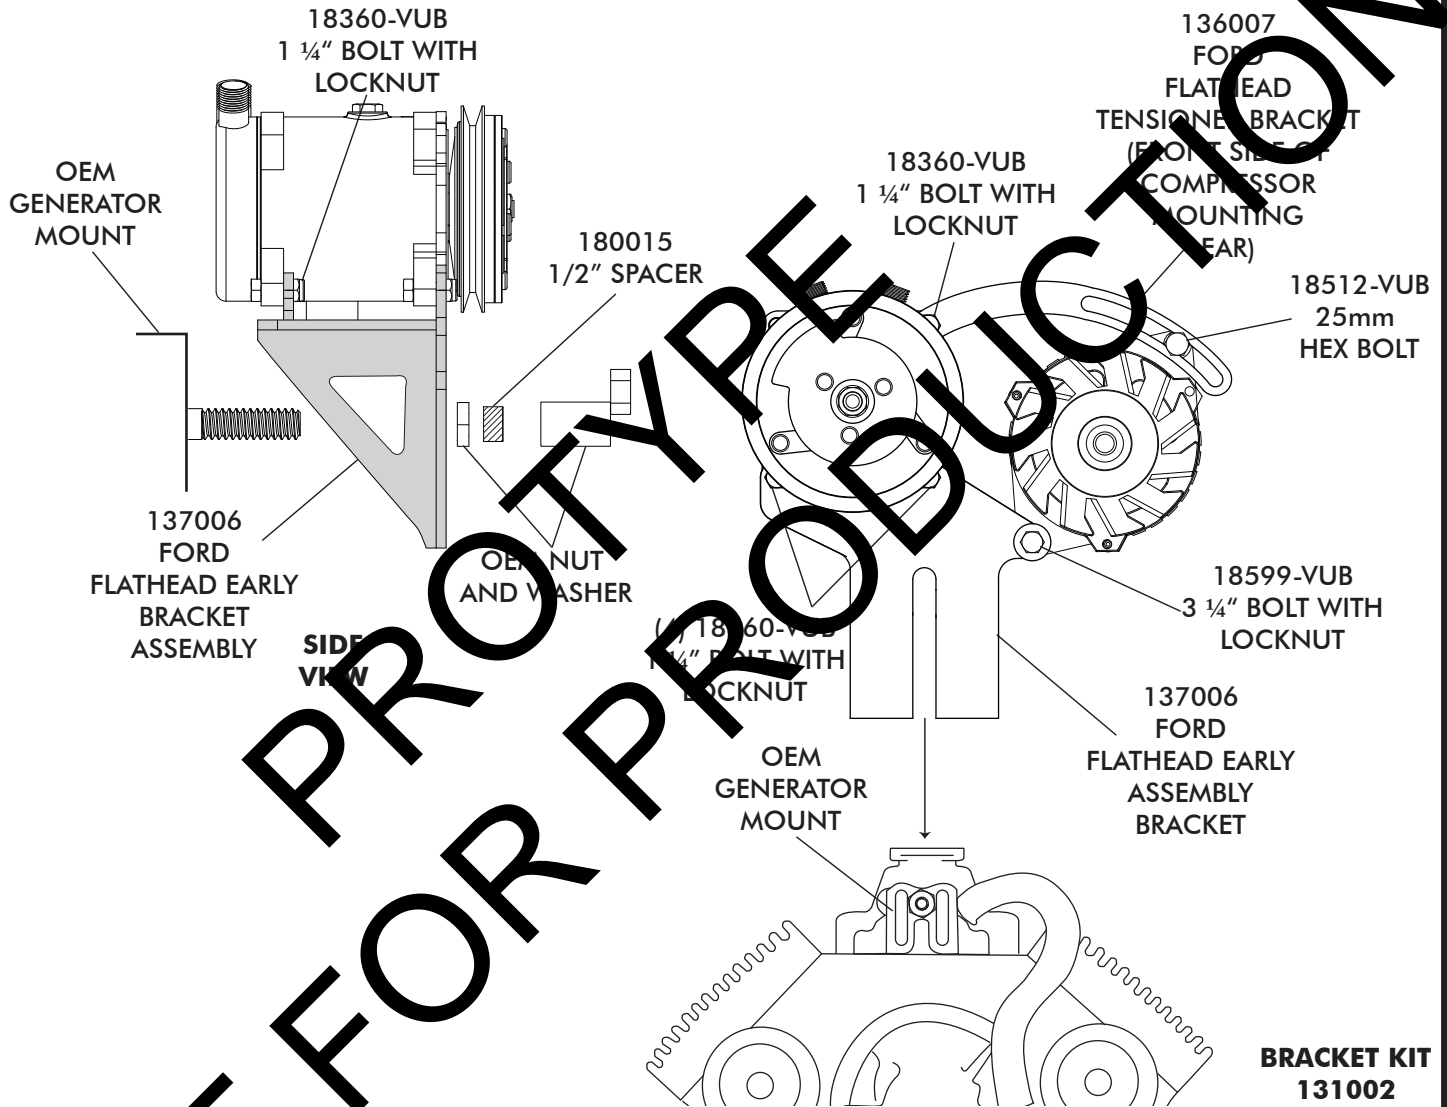 18360-VUB
1 ¼“ BOLT WITH
LOCKNUT
OEM
GENERATOR
MOUNT
180015
1/2” SPACER
137006
FORD
FLATHEAD EARLY
BRACKET
ASSEMBLY
SIDE
VIEW
OEM NUT
AND WASHER
18360-VUB
1 ¼“ BOLT WITH
LOCKNUT
136007
FORD
FLATHEAD
TENSIONER BRACKET
(FRONT SIDE OF
COMPRESSOR
MOUNTING
EAR)
18512-VUB
25mm
HEX BOLT
18599-VUB
3 ¼“ BOLT WITH
LOCKNUT
(4) 18360-VUB
1 ¼” BOLT WITH
LOCKNUT
137006
FORD
FLATHEAD EARLY
ASSEMBLY
BRACKET
OEM
GENERATOR
MOUNT
BRACKET KIT
131002
PROTYPE
FOR PRODUCTION